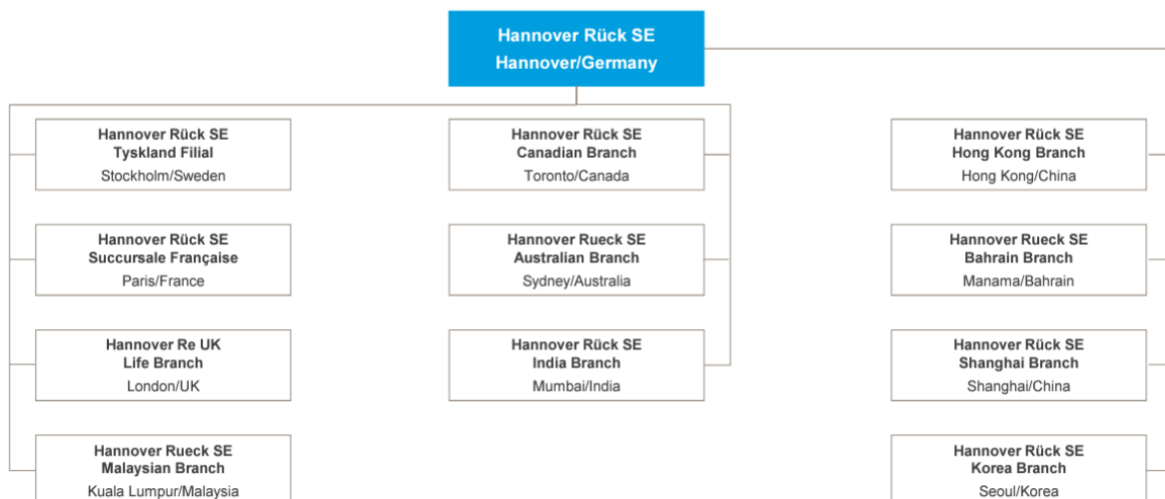 Hannover Rück SE
Hannover/Germany
Hannover Rück SE
Tyskland Filial
Stockholm/Sweden
Hannover Rück SE
Canadian Branch
Toronto/Canada
Hannover Rück SE
Hong Kong Branch
Hong Kong/China
Hannover Rück SE
Succursale Française
Paris/France
Hannover Rueck SE
Australian Branch
Sydney/Australia
Hannover Rueck SE
Bahrain Branch
Manama/Bahrain
Hannover Re UK
Life Branch
London/UK
Hannover Rück SE
India Branch
Mumbai/India
Hannover Rück SE
Shanghai Branch
Shanghai/China
Hannover Rueck SE
Malaysian Branch
Kuala Lumpur/Malaysia
Hannover Rück SE
Korea Branch
Seoul/Korea